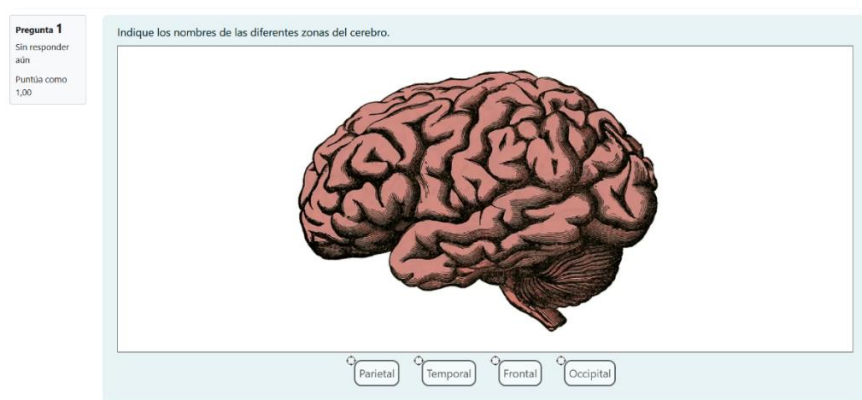 Pregunta 1
Sin responder
aún
Puntúa como
1,00
Indique los nombres de las diferentes zonas del cerebro.
Parietal
Temporal
Frontal
Occipital